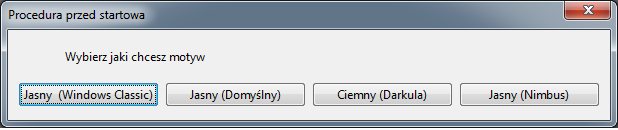 Procedura przed startowa
Wybierz jaki chcesz motyw
Jasny  (Windows Classic) Jasny (Domyślny) Ciemny (Darkula) Jasny (Nimbus)